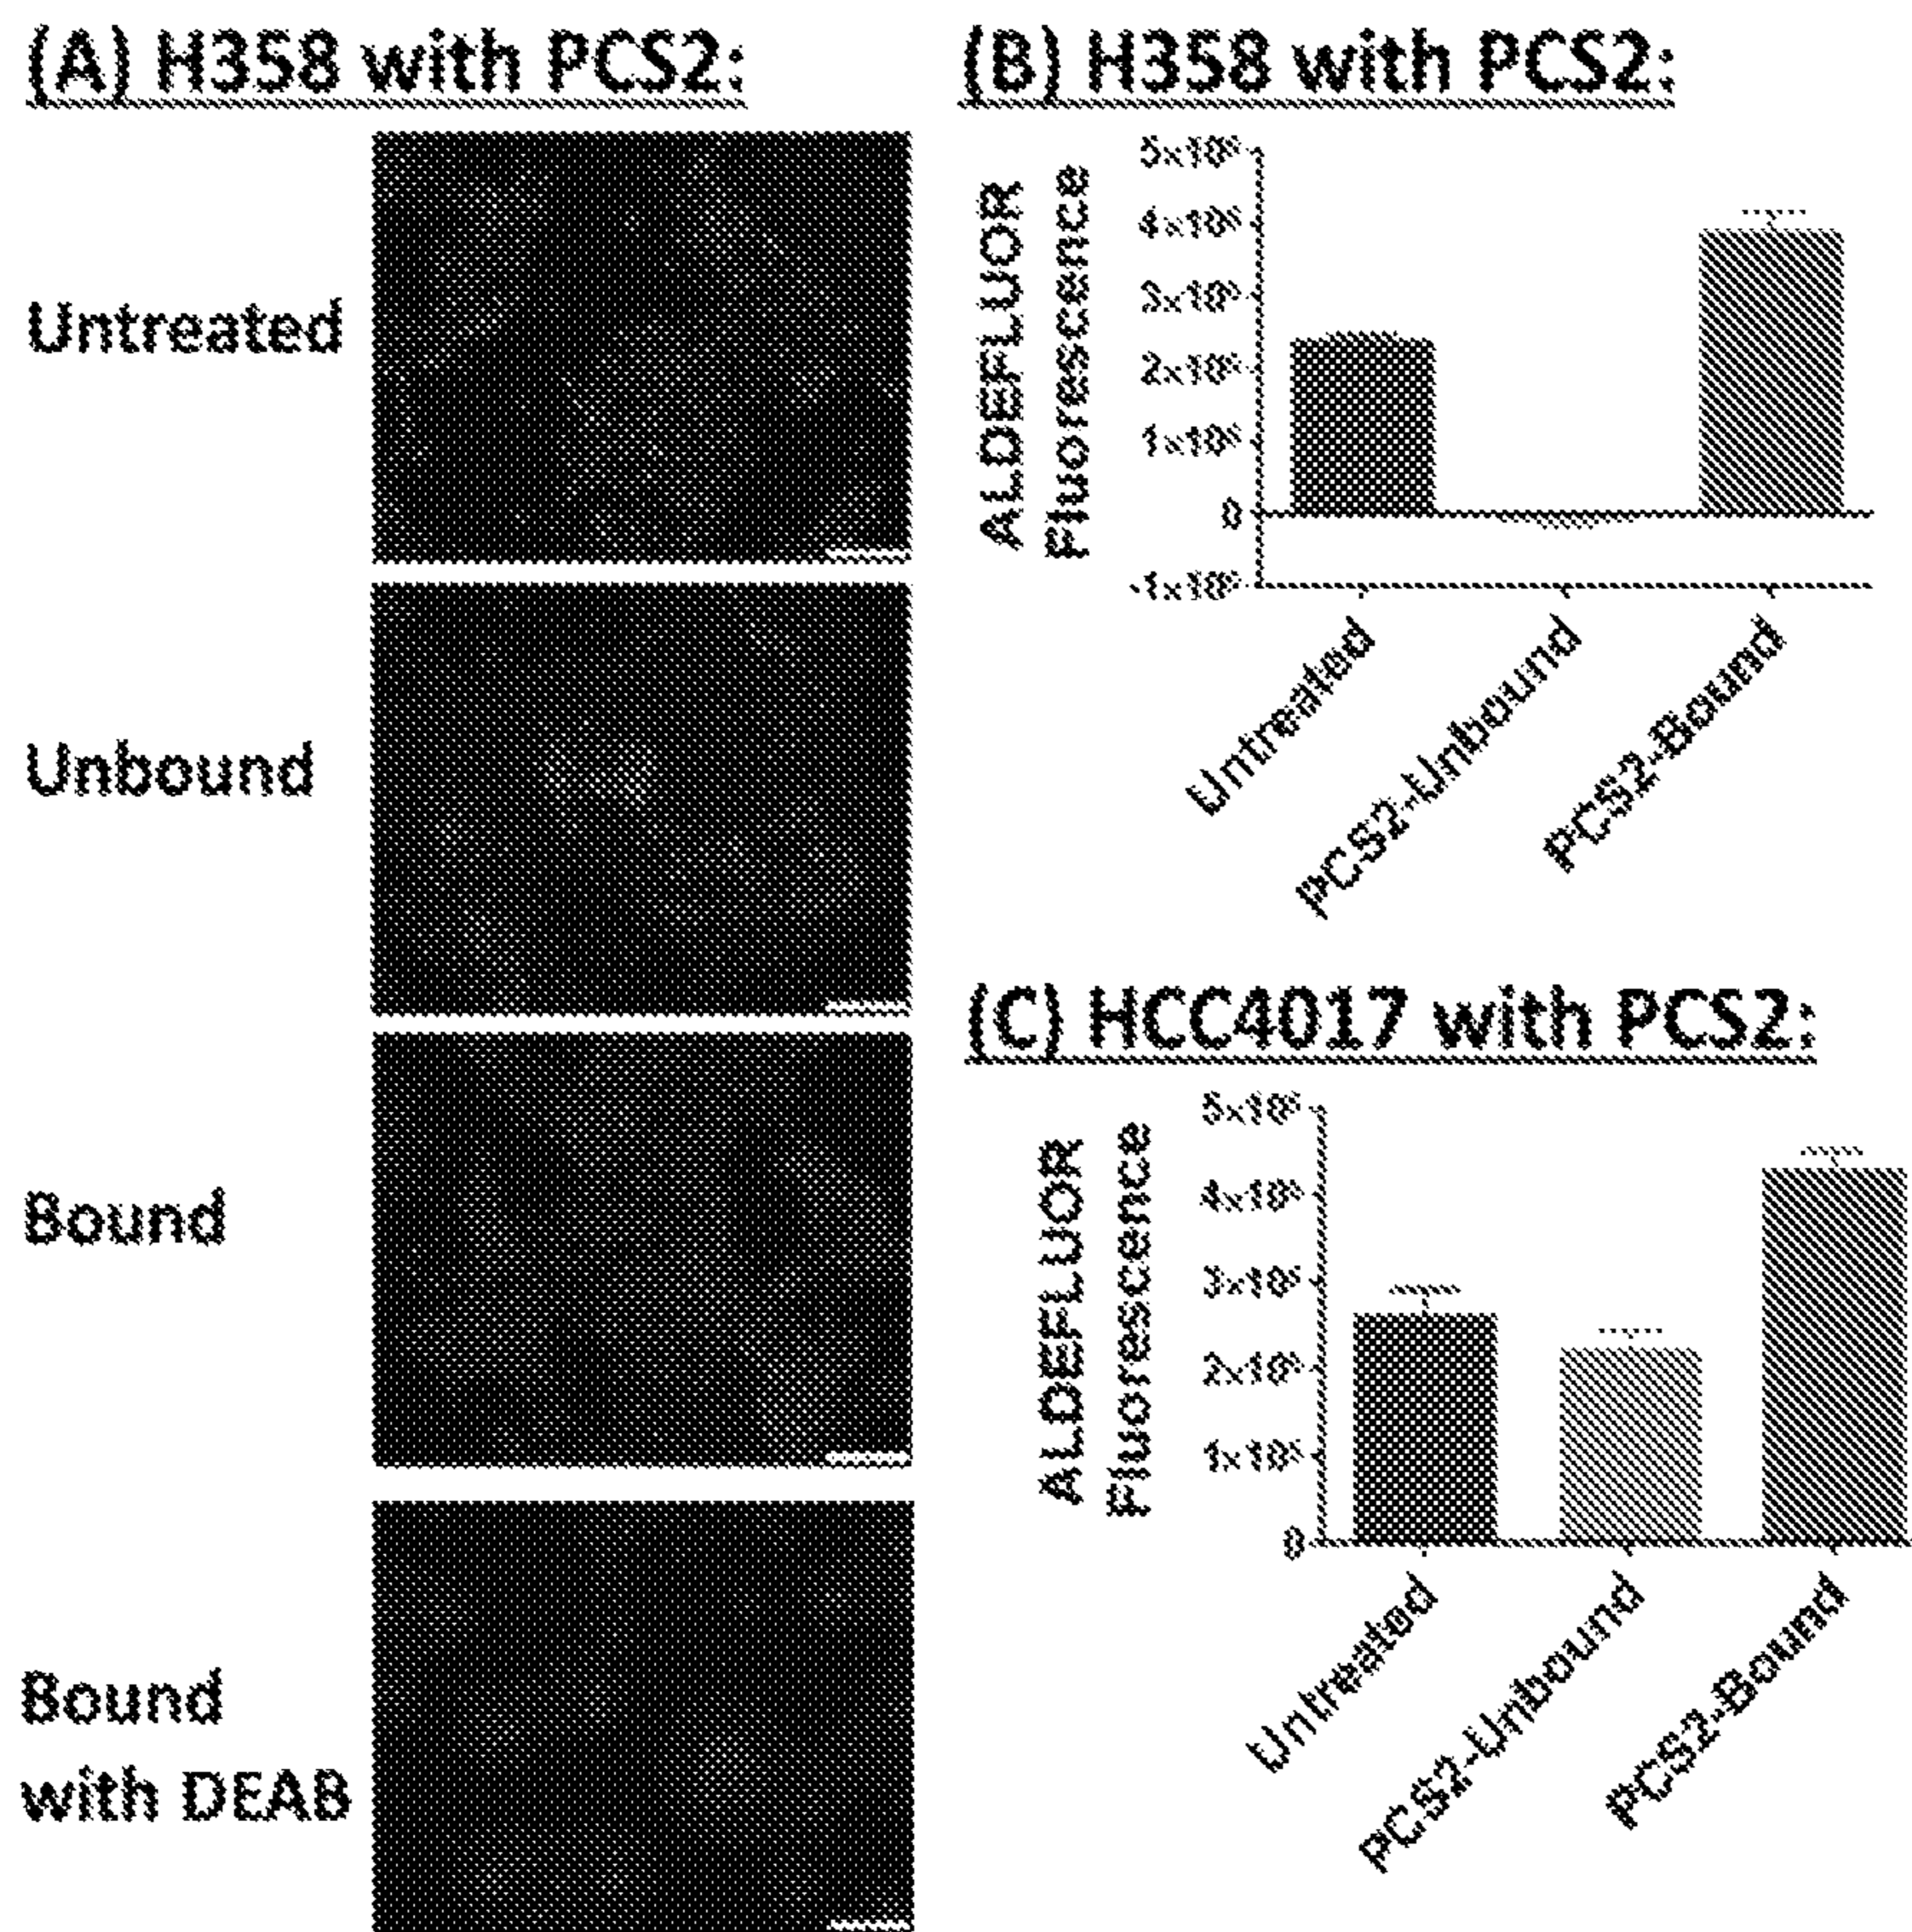 (A) H358 with PCS2:
Untreated
Unbound
Bound
Bound
with DEAB
(B) H358 with PCS2:
ALDEFLUOR
Fluorescence
0
Untreated
PCS2-Unbound
PCS2-Bound
(C) HCC4017 with PCS2:
ALDEFLUOR
Fluorescence
0
Untreated
PCS2-Unbound
PCS2-Bound